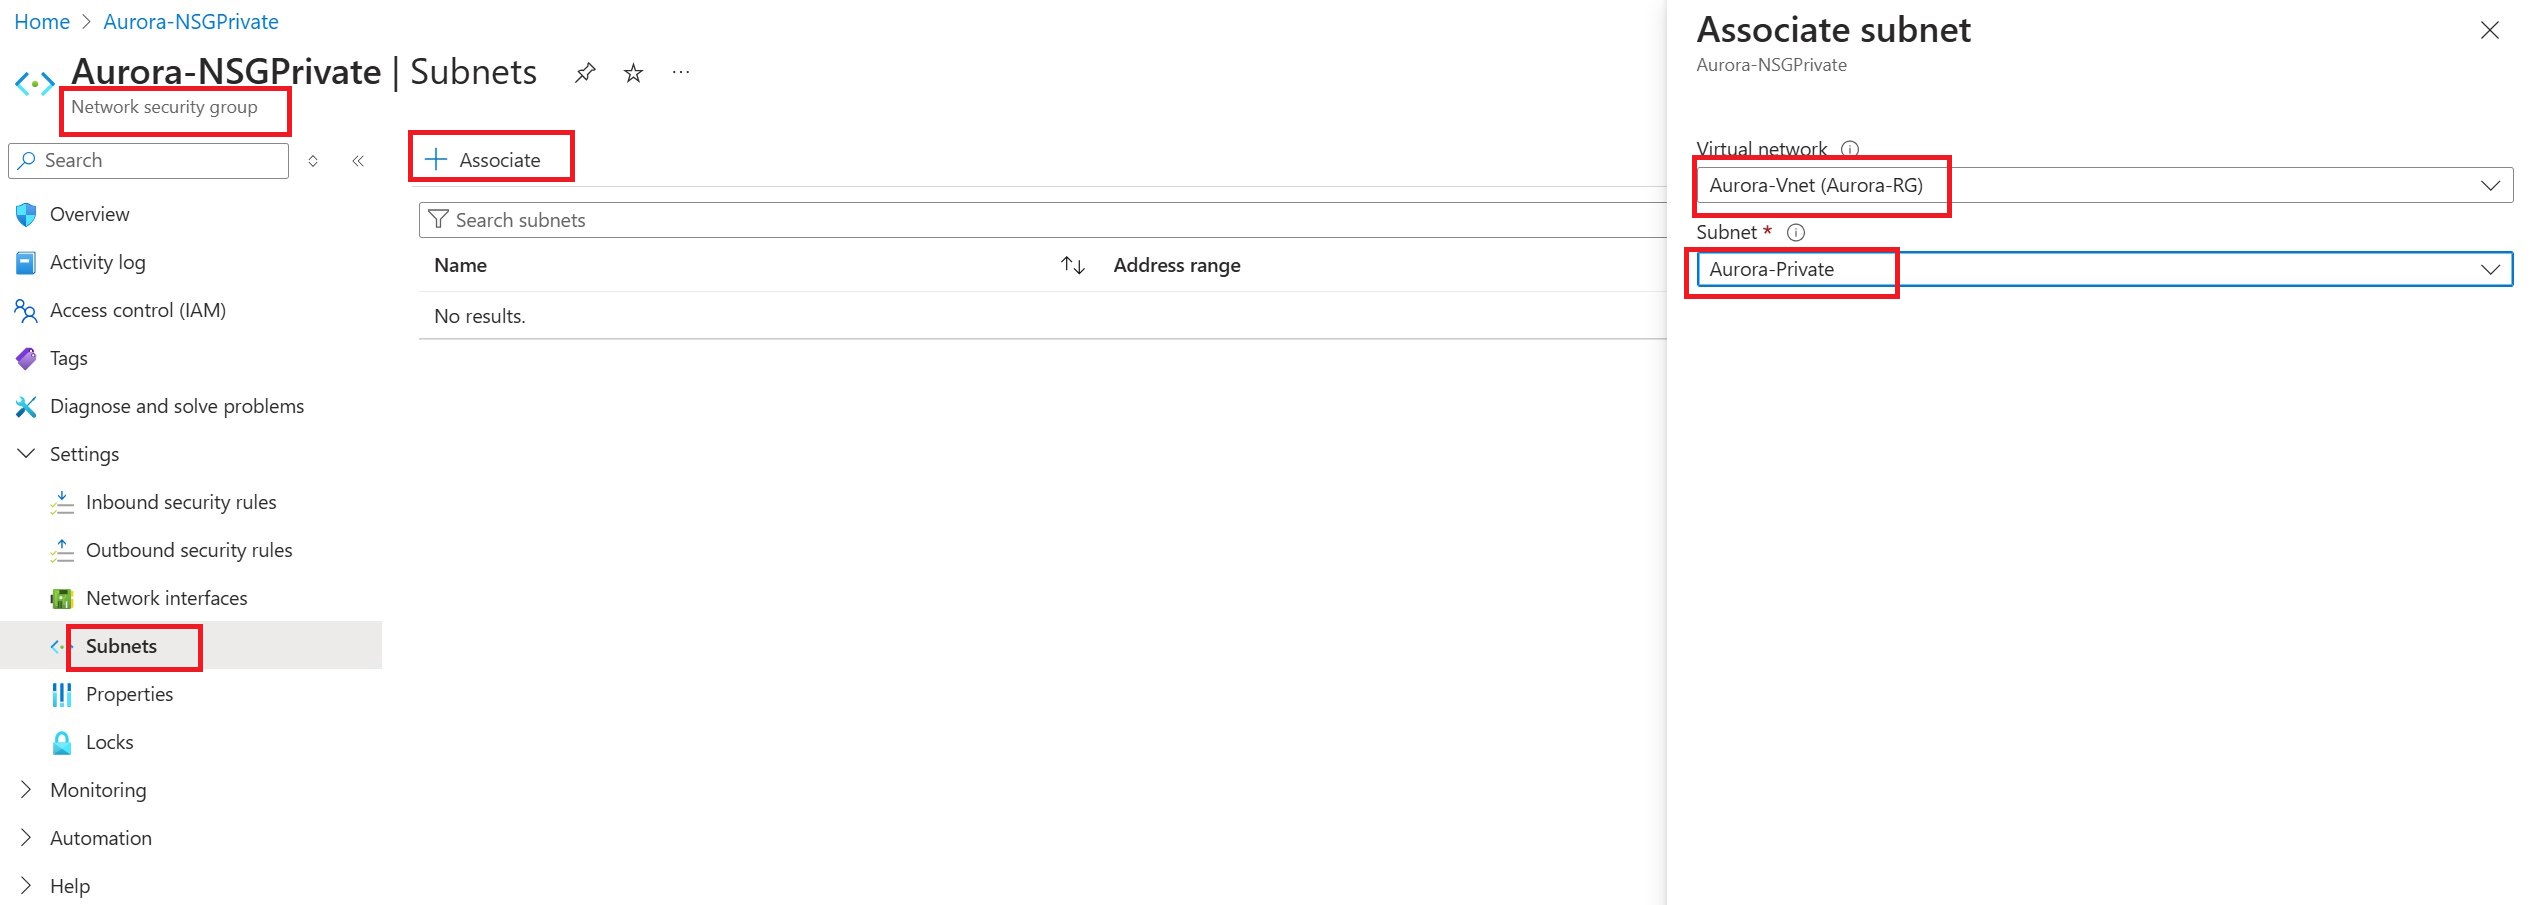 Home > Aurora-NSGPrivate
Aurora-NSGPrivate | Subnets
Network security group
Search
Overview
Activity log
Access control (IAM)
Tags
Diagnose and solve problems
Settings
Inbound security rules
Outbound security rules
Network interfaces
Subnets
Properties
Locks
Monitoring
Automation
Help
Associate
Search subnets
Name Address range
No results.
Associate subnet
Aurora-NSGPrivate
Virtual network
Aurora-Vnet (Aurora-RG)
Subnet *
Aurora-Private